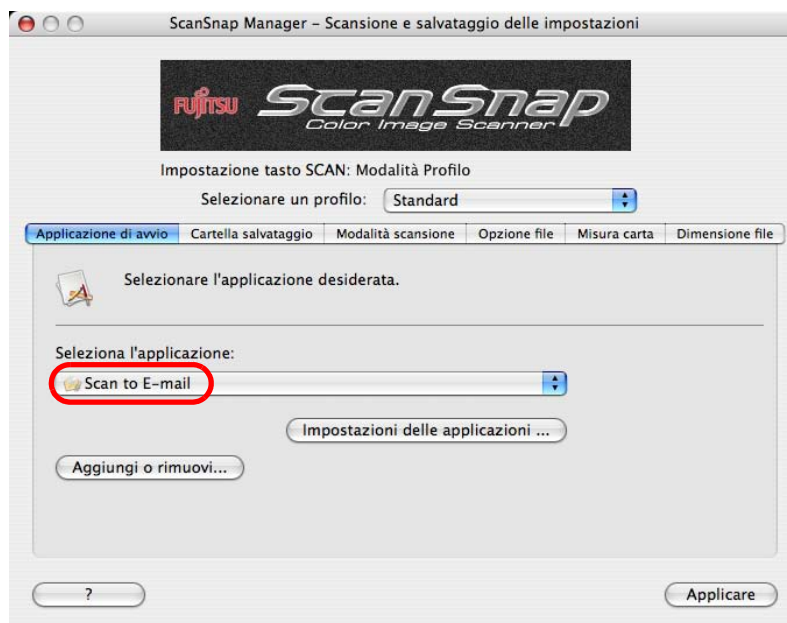 ScanSnap Manager – Scansione e salvataggio delle impostazioni
FUJITSU ScanSnap
Color Image Scanner
Impostazione tasto SCAN: Modalità Profilo
Selezionare un profilo: Standard
Applicazione di avvio Cartella salvataggio Modalità scansione Opzione file Misura carta Dimensione file
Selezionare l'applicazione desiderata.
Seleziona l'applicazione:
Scan to E-mail
Impostazioni delle applicazioni ...
Aggiungi o rimuovi...
? Applicare